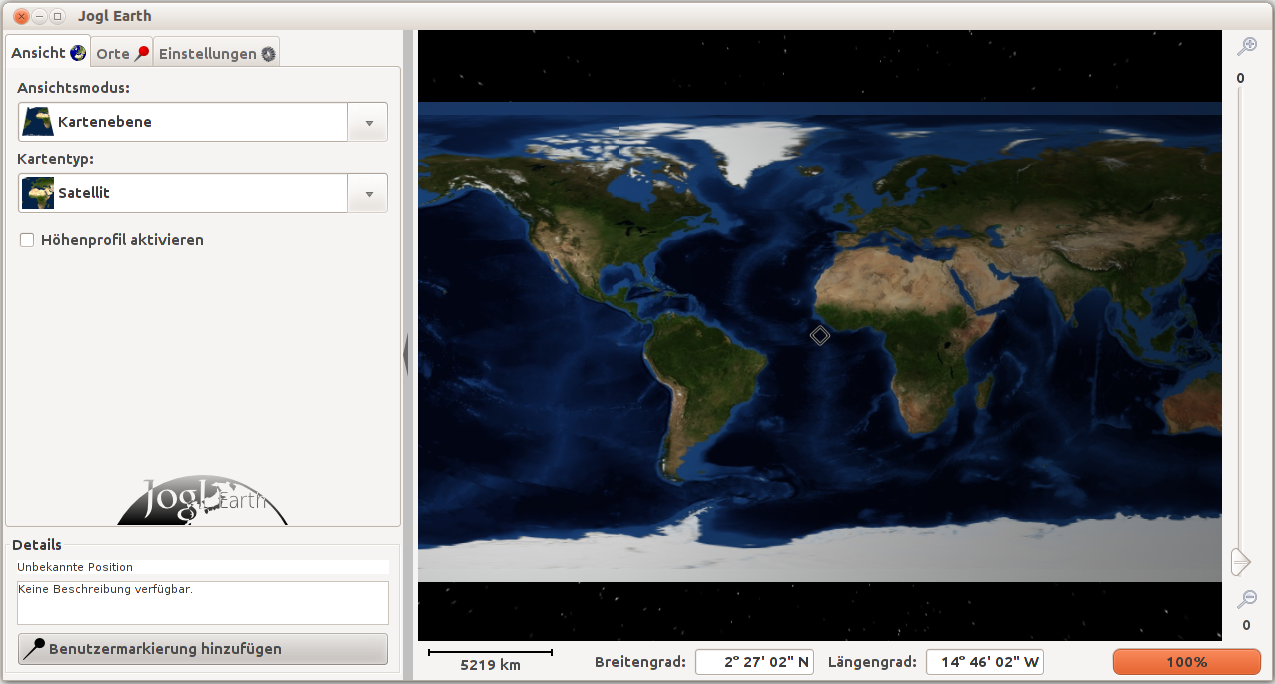 Jogl Earth
Ansicht Orte Einstellungen
Ansichtsmodus:
Kartenebene
Kartentyp:
Satellit
Höhenprofil aktivieren
Jogl Earth
Details
Unbekannte Position
Keine Beschreibung verfügbar.
Benutzermarkierung hinzufügen
0
0
5219 km
Breitengrad: 2° 27' 02" N Längengrad: 14° 46' 02" W 100%